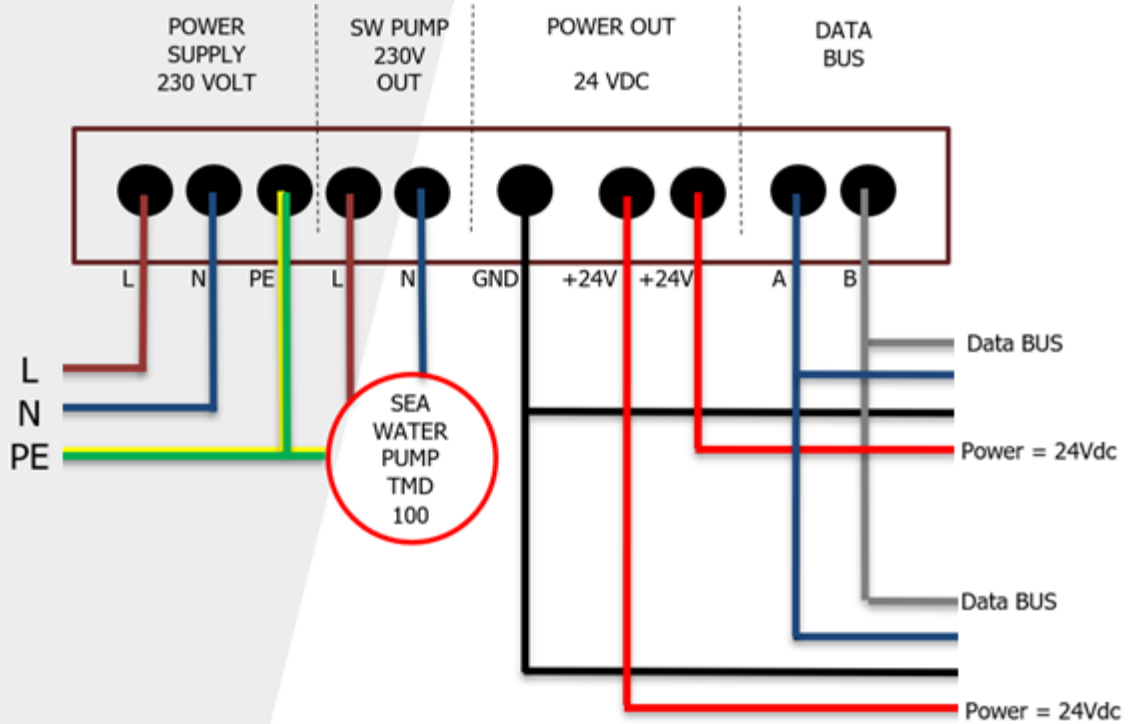 POWER
SUPPLY
230 VOLT
SW PUMP
230V
OUT
POWER OUT
24 VDC
DATA
BUS
L N PE L N GND +24V +24V A B
L
N
PE
SEA
WATER
PUMP
TMD
100
Data BUS
Power = 24Vdc
Data BUS
Power = 24Vdc